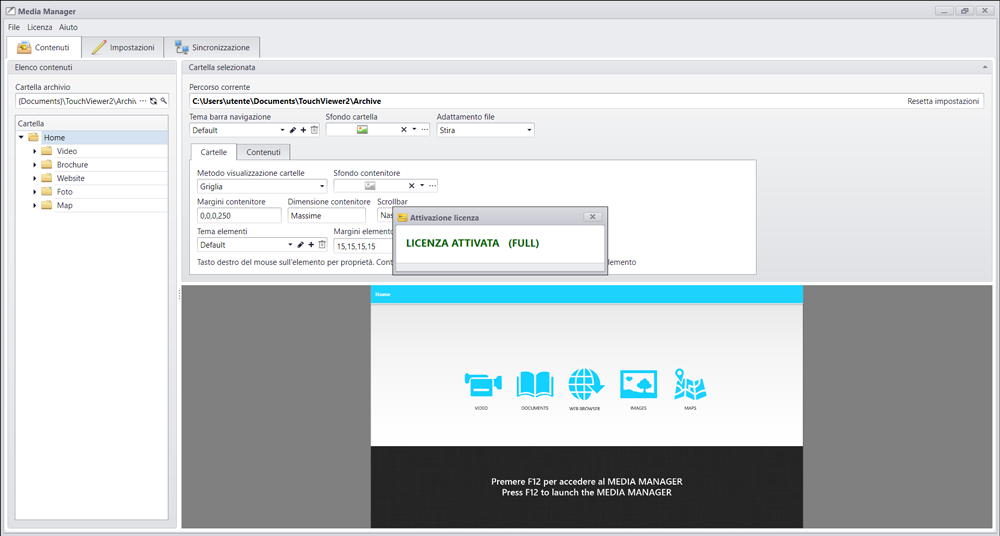 Media Manager
File Licenza Aiuto
Contenuti Impostazioni Sincronizzazione
Elenco contenuti
Cartella archivio
{Documents}\TouchViewer2\Archiv
Cartella
Home
Video
Brochure
Website
Foto
Map
Cartella selezionata
Percorso corrente
C:\Users\utente\Documents\TouchViewer2\Archive Resetta impostazioni
Tema barra navigazione Sfondo cartella Adattamento file
Default Stira
Cartelle Contenuti
Metodo visualizzazione cartelle Sfondo contenitore
Griglia
Margini contenitore Dimensione contenitore Scrollbar
0,0,0,250 Massime Nas
Tema elementi Margini elemento
Default 15,15,15,15
Tasto destro del mouse sull'elemento per proprietà. Cont lemento
Attivazione licenza
LICENZA ATTIVATA (FULL)
Home
VIDEO DOCUMENTS WEB BROWSER IMAGES MAPS
Premere F12 per accedere al MEDIA MANAGER
Press F12 to launch the MEDIA MANAGER